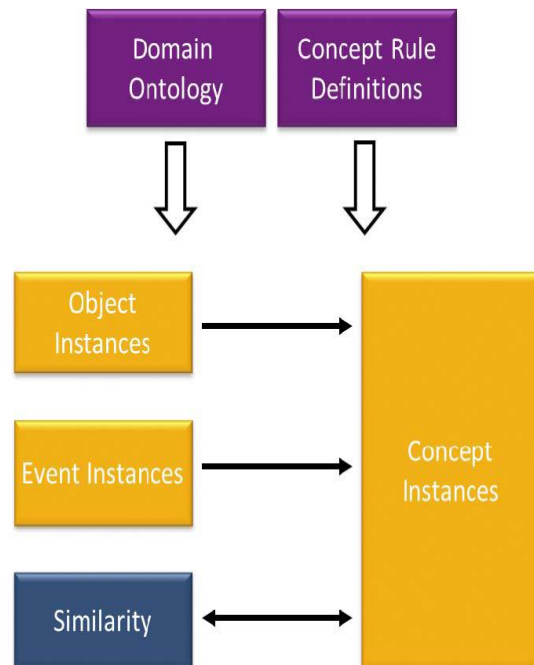 Domain
Ontology
Concept Rule
Definitions
Object
Instances
Event Instances
Concept
Instances
Similarity